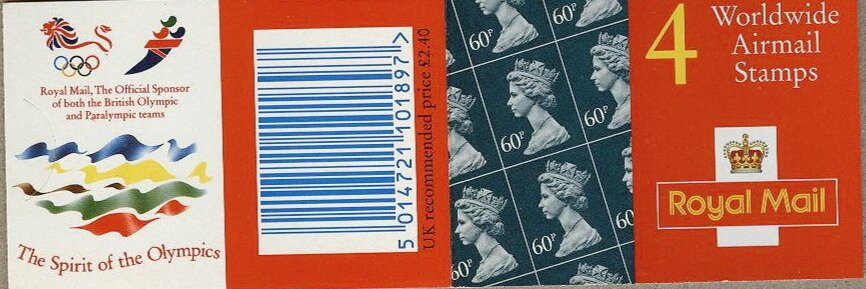 Royal Mail, The Official Sponsor
of both the British Olympic
and Paralympic teams
The Spirit of the Olympics
5 014721 101897 >
UK recommended price £2.40
60P
60P
60P
60P
60P
60P
60P
4
Worldwide
Airmail
Stamps
Royal Mail